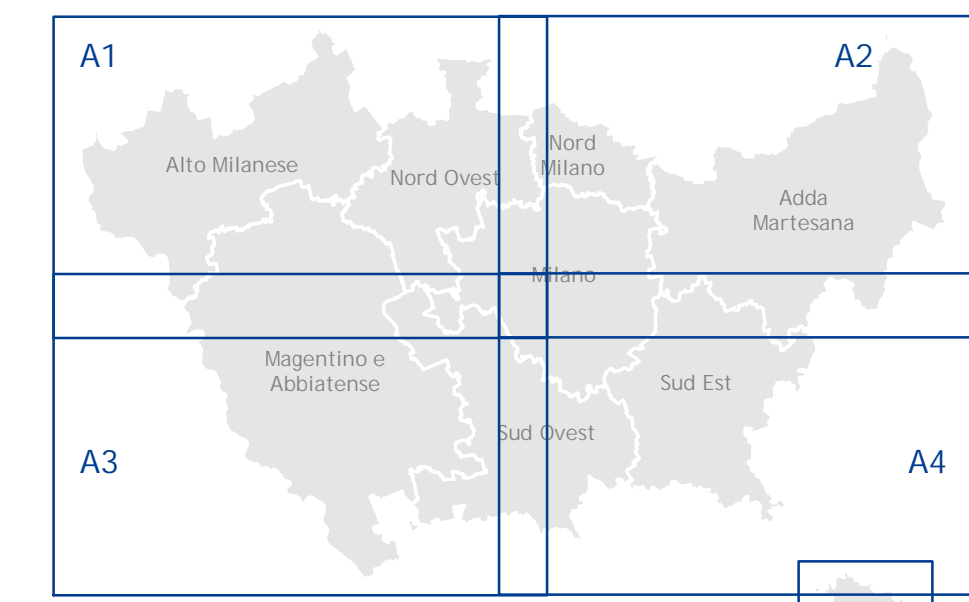 A1
A2
Alto Milanese
Nord Ovest
Nord
Milano
Adda
Martesana
Milano
Magentino e
Abbiatense
Sud Est
Sud Ovest
A3
A4